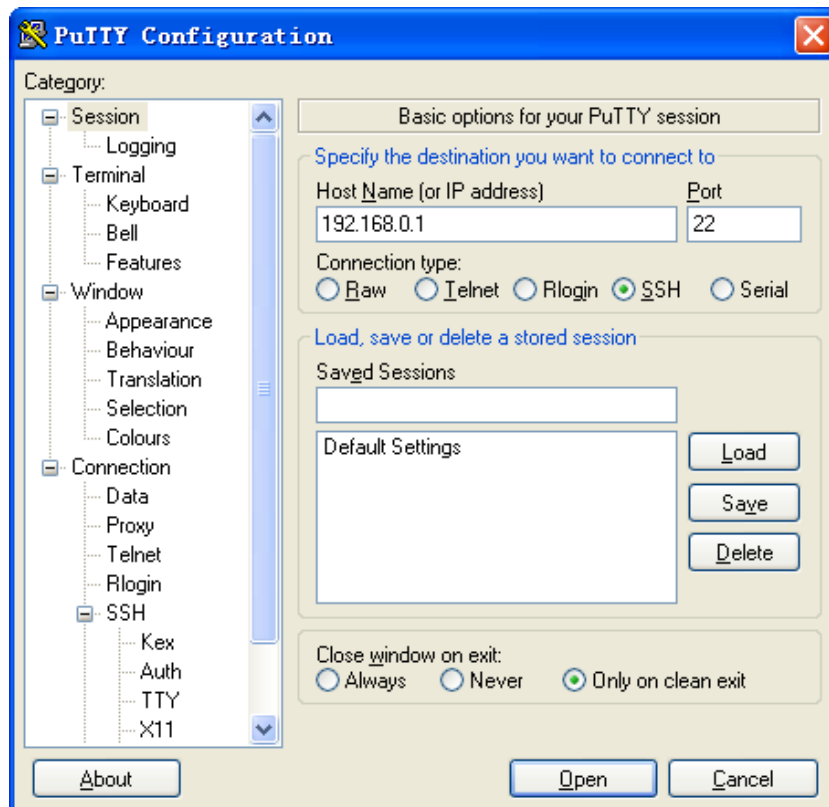 PuTTY Configuration
Category:
Session
Logging
Terminal
Keyboard
Bell
Features
Window
Appearance
Behaviour
Translation
Selection
Colours
Connection
Data
Proxy
Telnet
Rlogin
SSH
Kex
Auth
TTY
X11
Basic options for your PuTTY session
Specify the destination you want to connect to
Host Name (or IP address) Port
192.168.0.1 22
Connection type:
Raw Telnet Rlogin SSH Serial
Load, save or delete a stored session
Saved Sessions
Default Settings
Load
Save
Delete
Close window on exit:
Always Never Only on clean exit
About Open Cancel